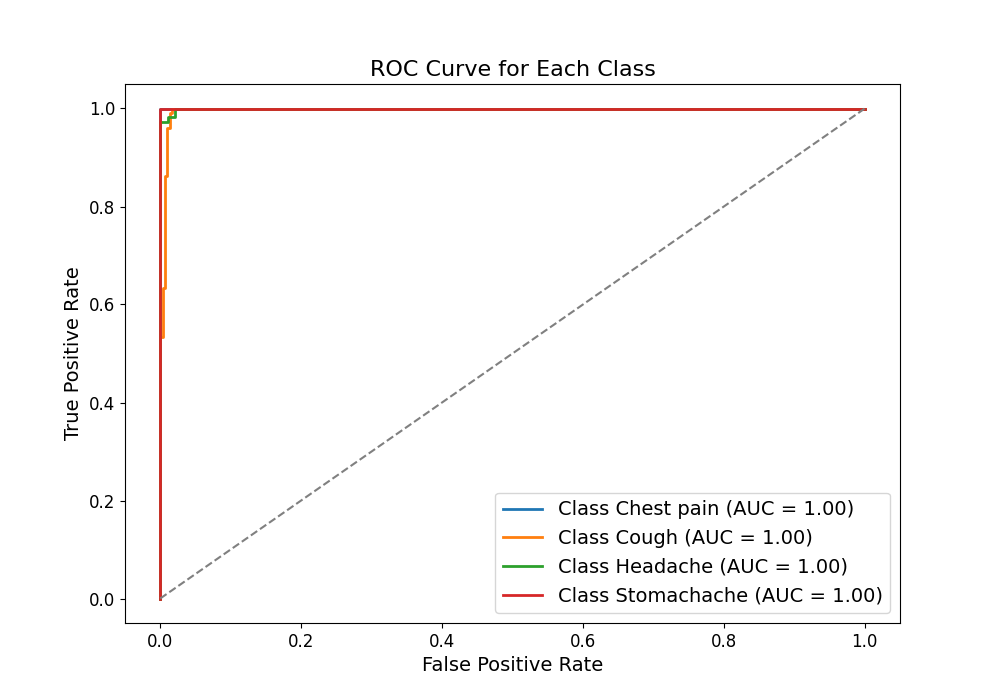 ROC Curve for Each Class
1.0
0.8
0.6
0.4
0.2
0.0
True Positive Rate
Class Chest pain (AUC = 1.00)
Class Cough (AUC = 1.00)
Class Headache (AUC = 1.00)
Class Stomachache (AUC = 1.00)
0.0 0.2 0.4 0.6 0.8 1.0
False Positive Rate